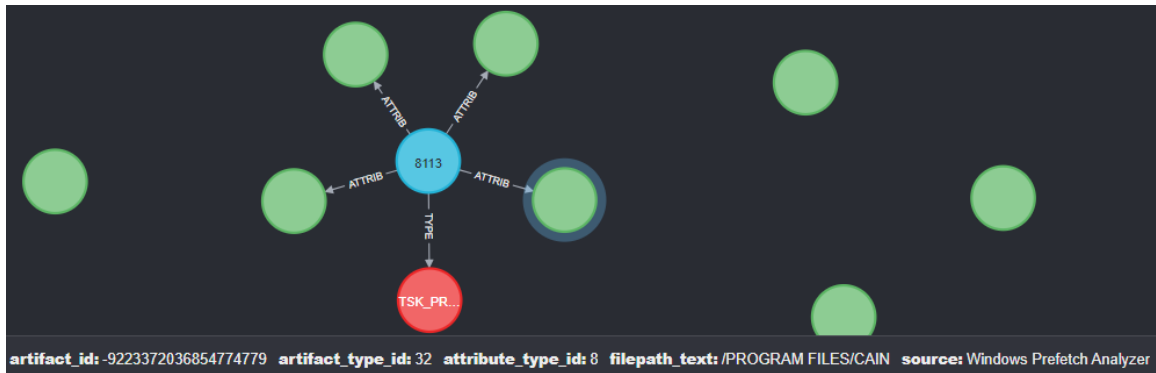 ATTRIB
ATTRIB
8113
ATTRIB
ATTRIB
TYPE
TSK_PR...
artifact_id: -9223372036854774779 artifact_type_id: 32 attribute_type_id: 8 filepath_text: /PROGRAM FILES/CAIN source: Windows Prefetch Analyzer